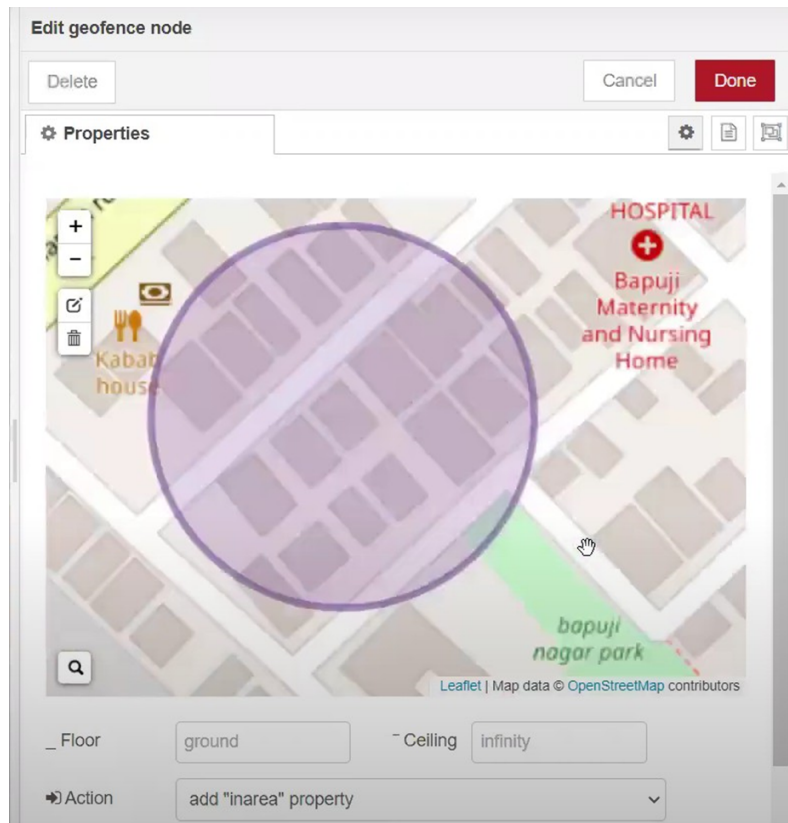 Edit geofence node
Delete
Cancel
Done
Properties
+
−
HOSPITAL
Bapuji
Maternity
and Nursing
Home
Kabab
house
bapuji
nagar park
Leaflet | Map data © OpenStreetMap contributors
_ Floor
ground
‾ Ceiling
infinity
Action
add "inarea" property